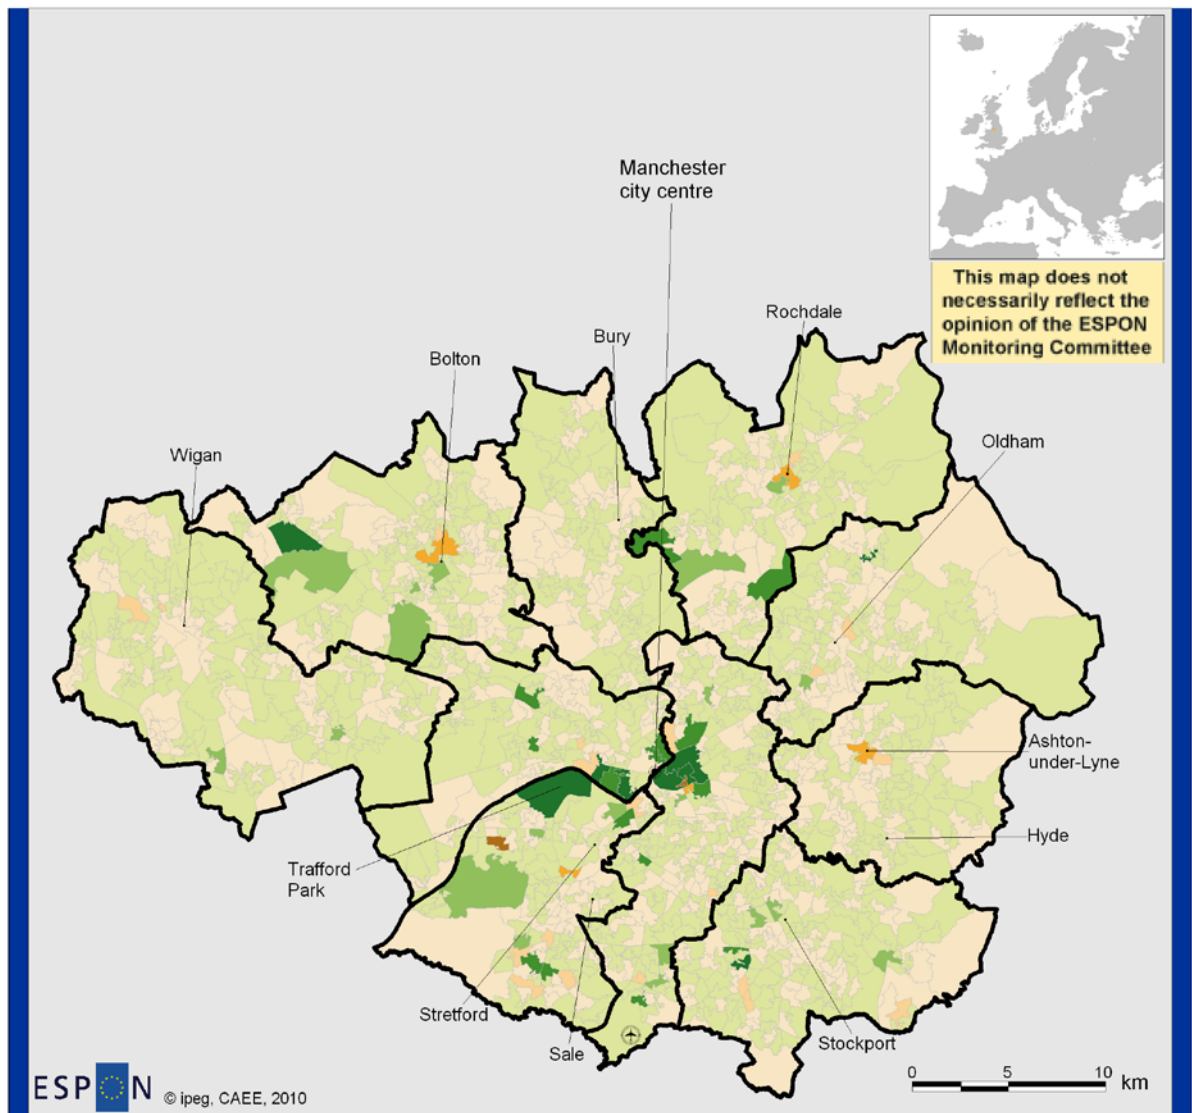 Manchester
city centre
This map does not
necessarily reflect the
opinion of the ESPON
Monitoring Committee
Rochdale
Bury
Bolton
Oldham
Wigan
Ashton-
under-Lyne
Hyde
Trafford
Park
Stretford
Sale
Stockport
0 5 10 km
ESPON © ipeg, CAEE, 2010